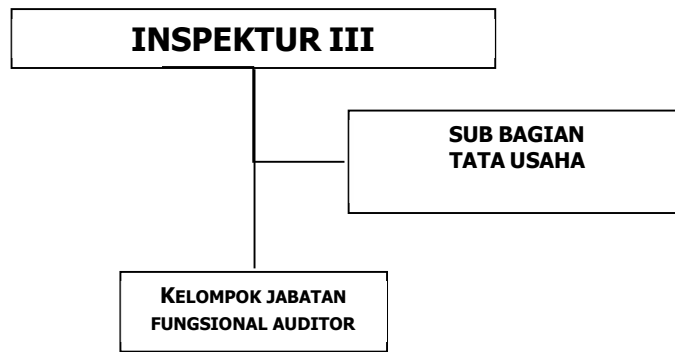 INSPEKTUR III
SUB BAGIAN
TATA USAHA
KELOMPOK JABATAN
FUNGSIONAL AUDITOR